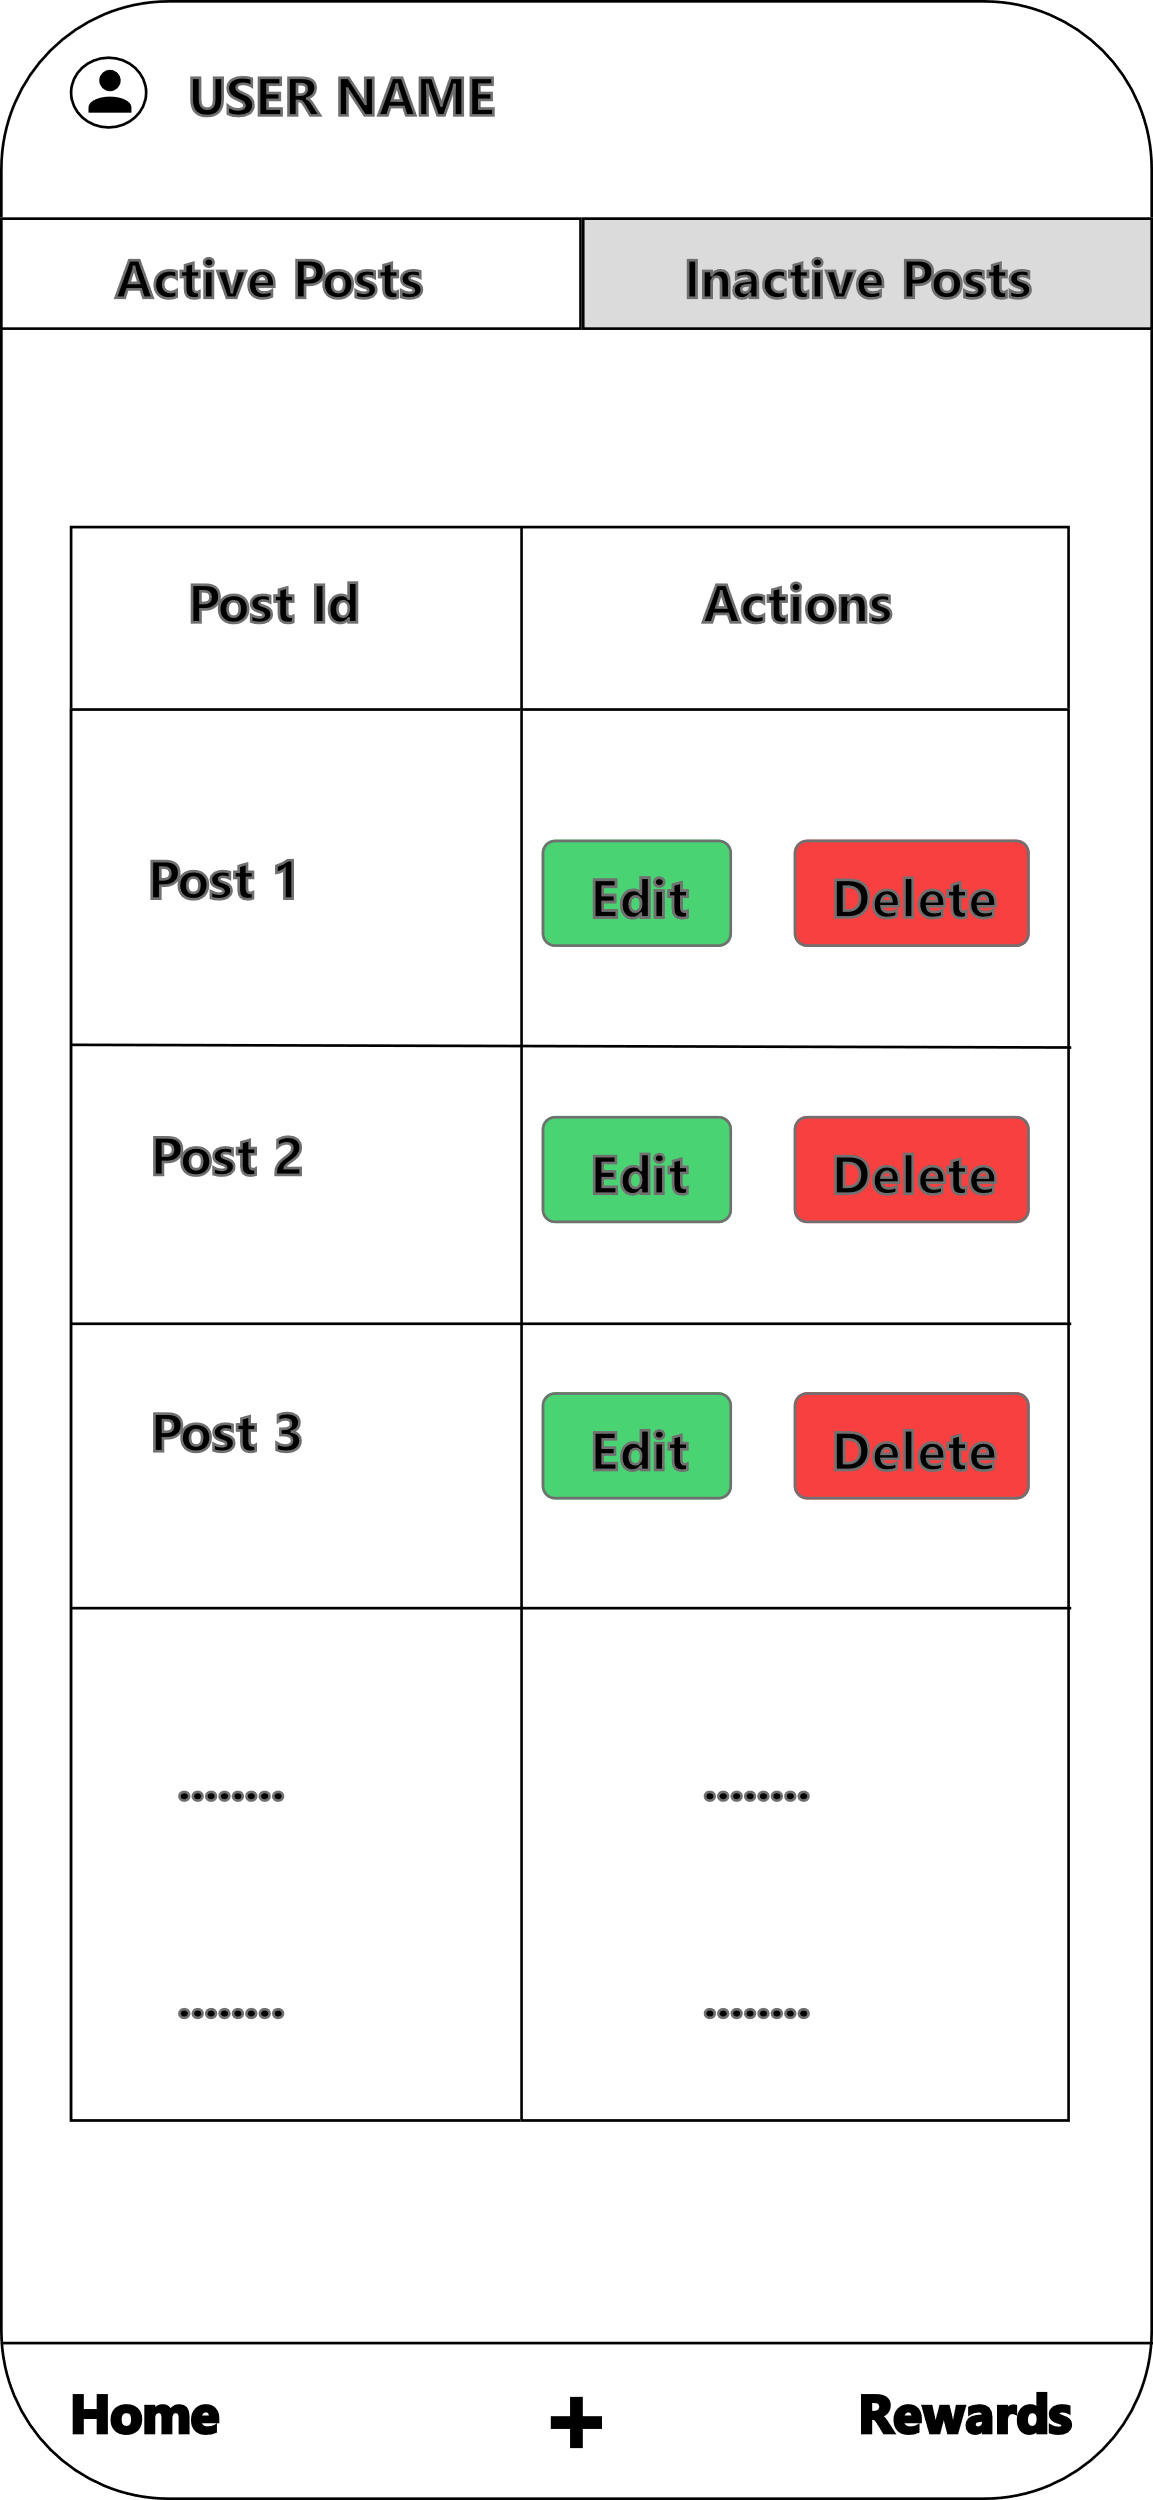 USER NAME
Active Posts Inactive Posts
Post Id Actions
Post 1 Edit Delete
Post 2 Edit Delete
Post 3 Edit Delete
........ ........
........ ........
Home + Rewards